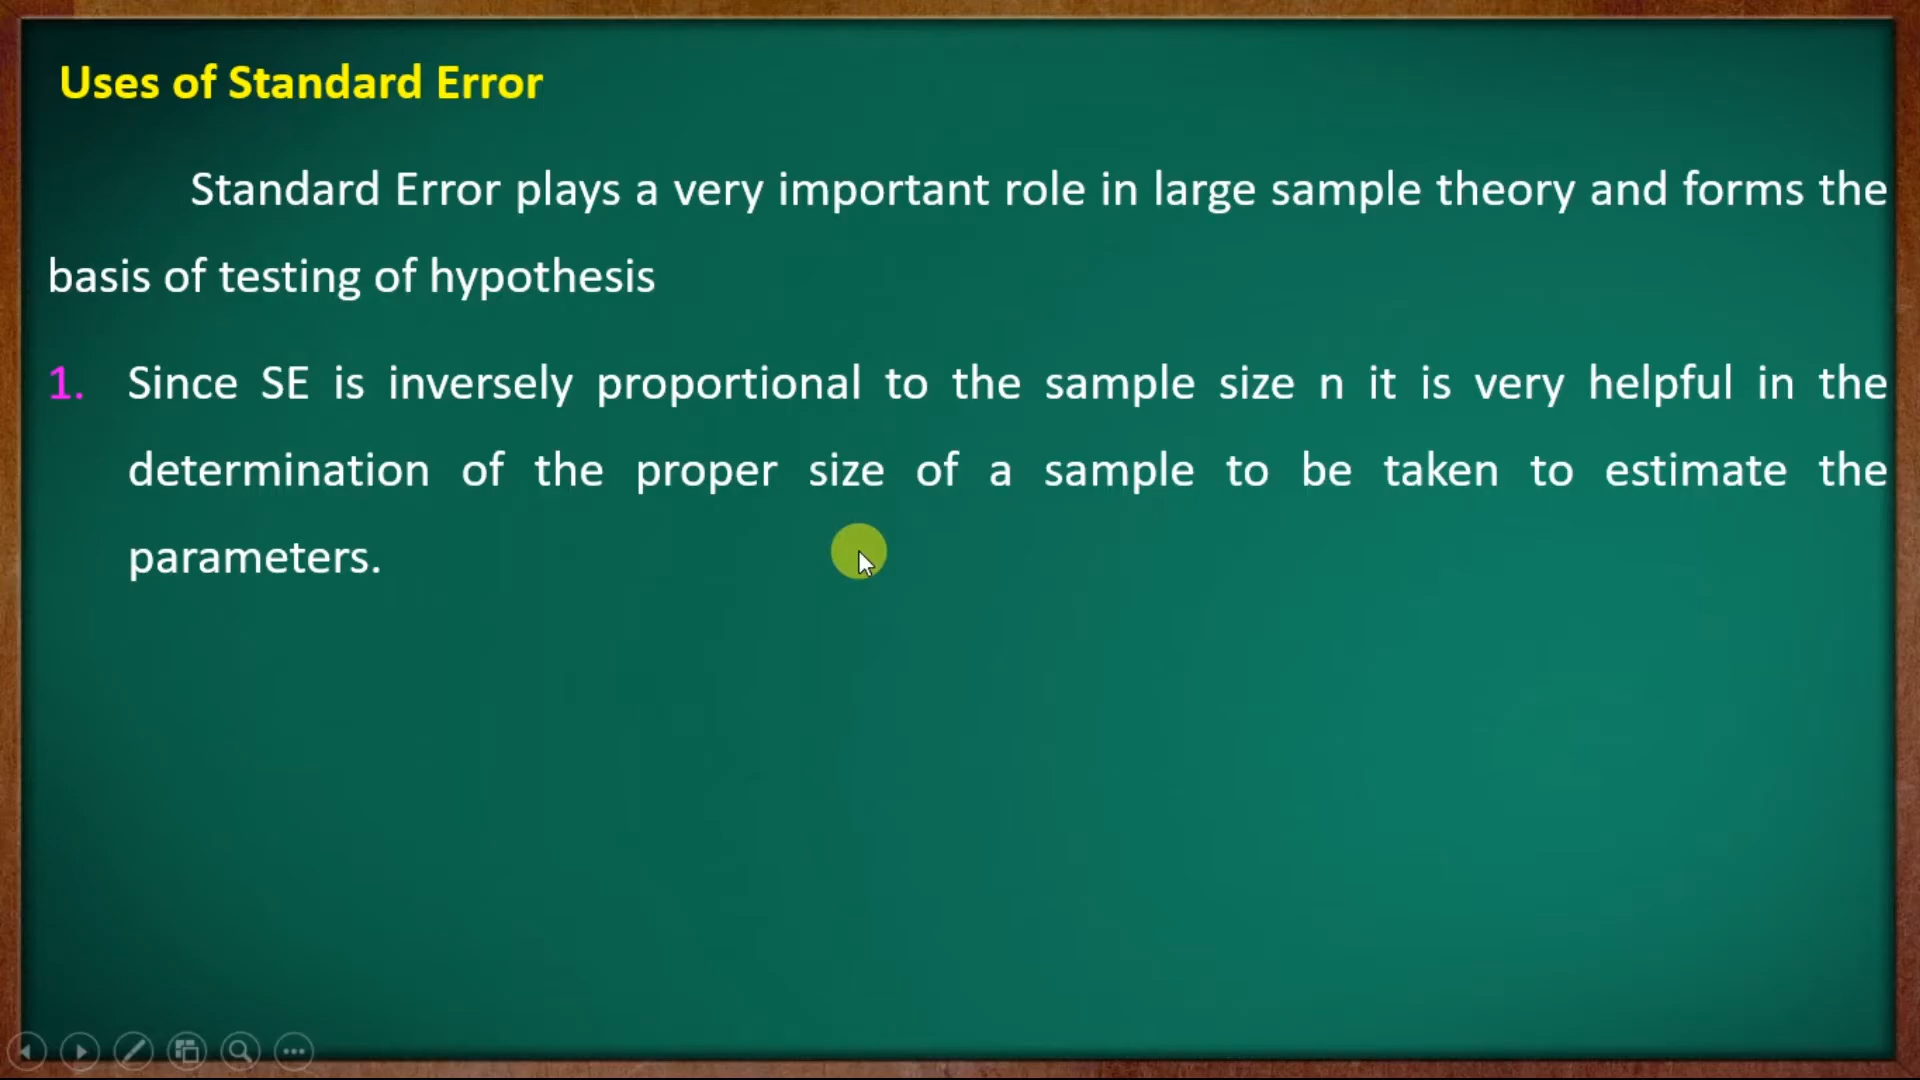 Uses of Standard Error
Standard Error plays a very important role in large sample theory and forms the
basis of testing of hypothesis
1. Since SE is inversely proportional to the sample size n it is very helpful in the
determination of the proper size of a sample to be taken to estimate the
parameters.